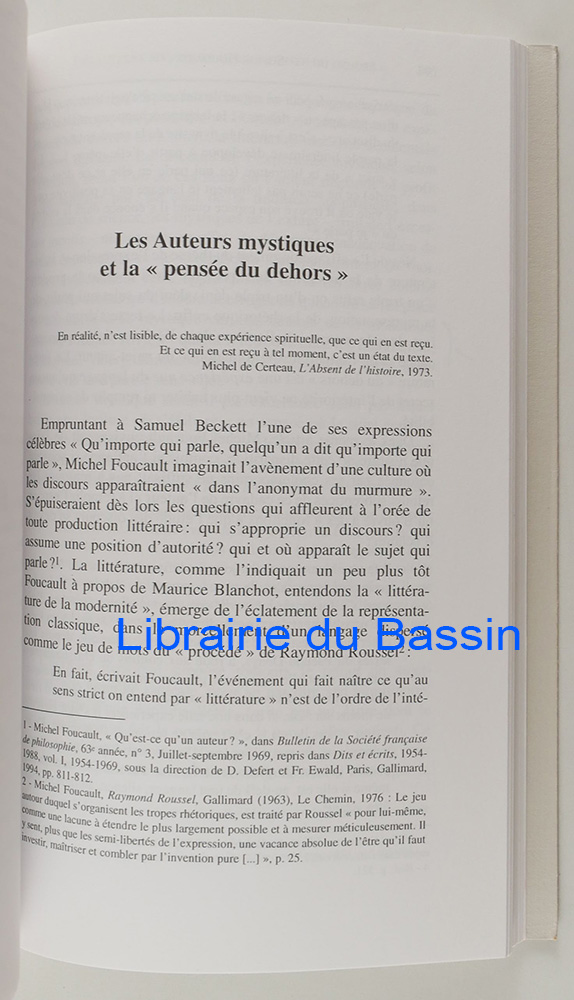 Les Auteurs mystiques
et la « pensée du dehors »
En réalité, n'est lisible, de chaque expérience spirituelle, que ce qui en est reçu.
Et ce qui en est reçu à tel moment, c'est un état du texte.
Michel de Certeau, L'Absent de l'histoire, 1973.
Empruntant à Samuel Beckett l'une de ses expressions
célèbres « Qu'importe qui parle, quelqu'un a dit qu'importe qui
parle », Michel Foucault imaginait l'avènement d'une culture où
les discours apparaîtraient « dans l'anonymat du murmure ».
S'épuiseraient dès lors les questions qui affleurent à l'orée de
toute production littéraire : qui s'approprie un discours ? qui
assume une position d'autorité ? qui et où apparaît le sujet qui
parle ?¹. La littérature, comme l'indiquait un peu plus tôt
Foucault à propos de Maurice Blanchot, entendons la « littéra-
ture de la modernité », émerge de l'éclatement de la représenta-
tion classique, dans le morcellement d'un langage dispersé
comme le jeu de mots du « procédé » de Raymond Roussel² :
Librairie du Bassin
En fait, écrivait Foucault, l'événement qui fait naître ce qu'au
sens strict on entend par « littérature » n'est de l'ordre de l'inté-
1 - Michel Foucault, « Qu'est-ce qu'un auteur ? », dans Bulletin de la Société française
de philosophie, 63e année, n° 3, Juillet-septembre 1969, repris dans Dits et écrits, 1954-
1988, vol. I, 1954-1969, sous la direction de D. Defert et Fr. Ewald, Paris, Gallimard,
1994, pp. 811-812.
2 - Michel Foucault, Raymond Roussel, Gallimard (1963), Le Chemin, 1976 : Le jeu
autour duquel s'organisent les tropes rhétoriques, est traité par Roussel « pour lui-même,
comme une lacune à étendre le plus largement possible et à mesurer méticuleusement. Il
y sent, plus que les semi-libertés de l'expression, une vacance absolue de l'être qu'il faut
investir, maîtriser et combler par l'invention pure [...] », p. 25.